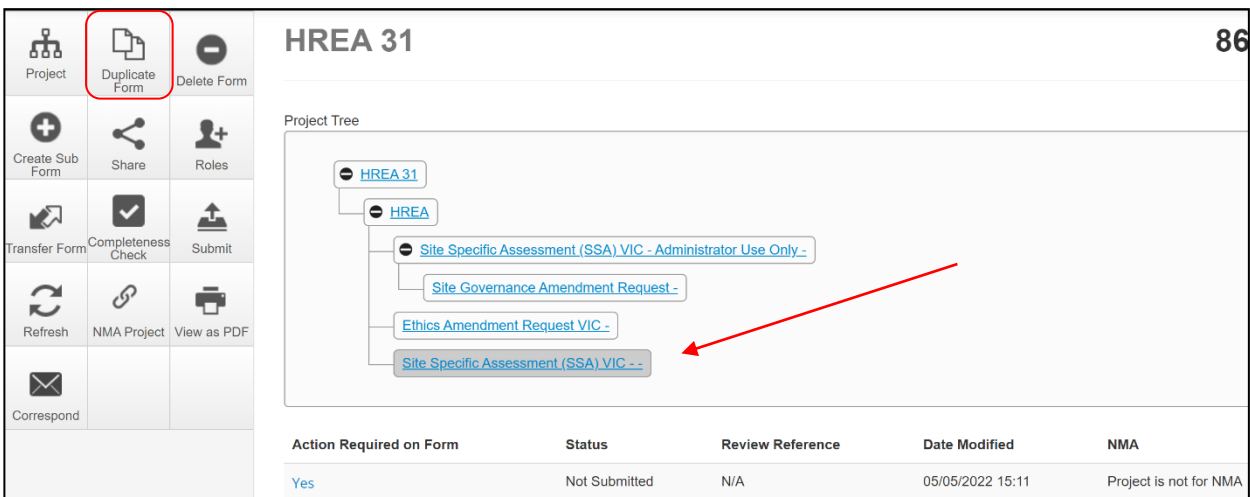 Project
Duplicate
Form
Delete Form
Create Sub
Form
Share
Roles
Transfer Form
Completeness
Check
Submit
Refresh
NMA Project
View as PDF
Correspond
HREA 31
86
Project Tree
HREA 31
HREA
Site Specific Assessment (SSA) VIC - Administrator Use Only -
Site Governance Amendment Request -
Ethics Amendment Request VIC -
Site Specific Assessment (SSA) VIC - -
Action Required on Form Status Review Reference Date Modified NMA
Yes Not Submitted N/A 05/05/2022 15:11 Project is not for NMA